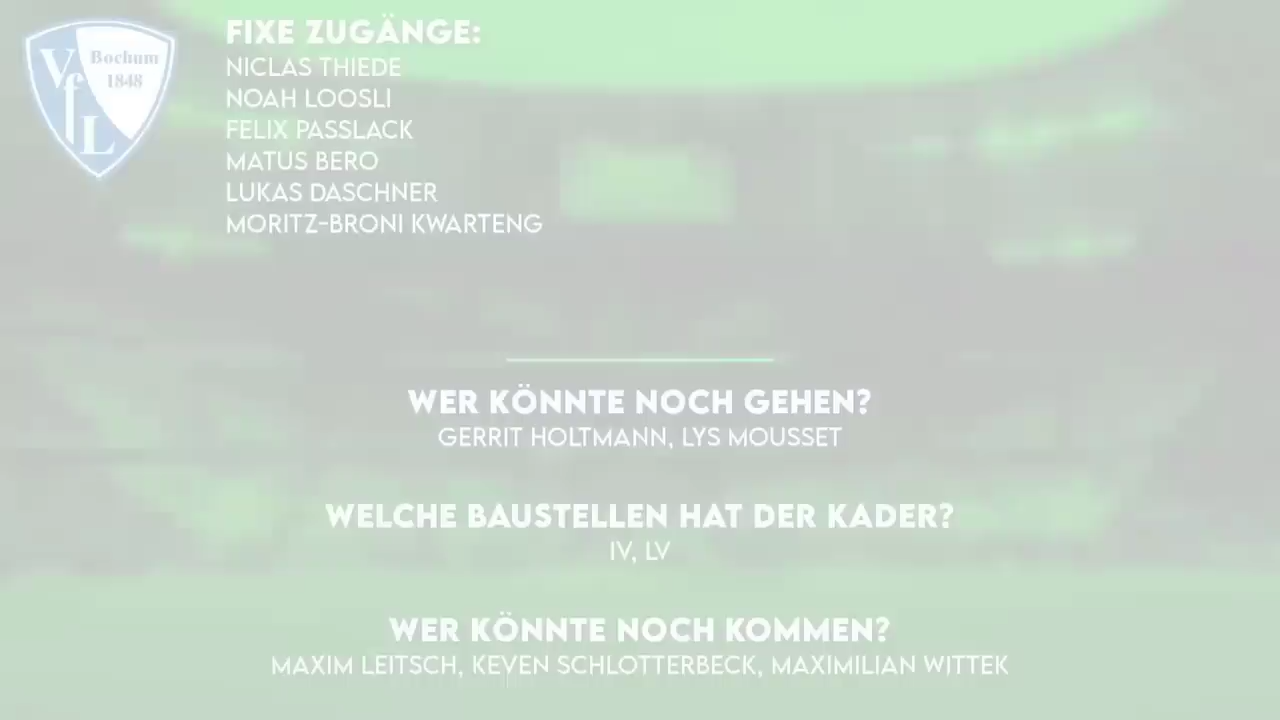 VfL
Bochum
1848
FIXE ZUGÄNGE:
NICLAS THIEDE
NOAH LOOSLI
FELIX PASSLACK
MATUS BERO
LUKAS DASCHNER
MORITZ-BRONI KWARTENG
WER KÖNNTE NOCH GEHEN?
GERRIT HOLTMANN, LYS MOUSSET
WELCHE BAUSTELLEN HAT DER KADER?
IV, LV
WER KÖNNTE NOCH KOMMEN?
MAXIM LEITSCH, KEVEN SCHLOTTERBECK, MAXIMILIAN WITTEK